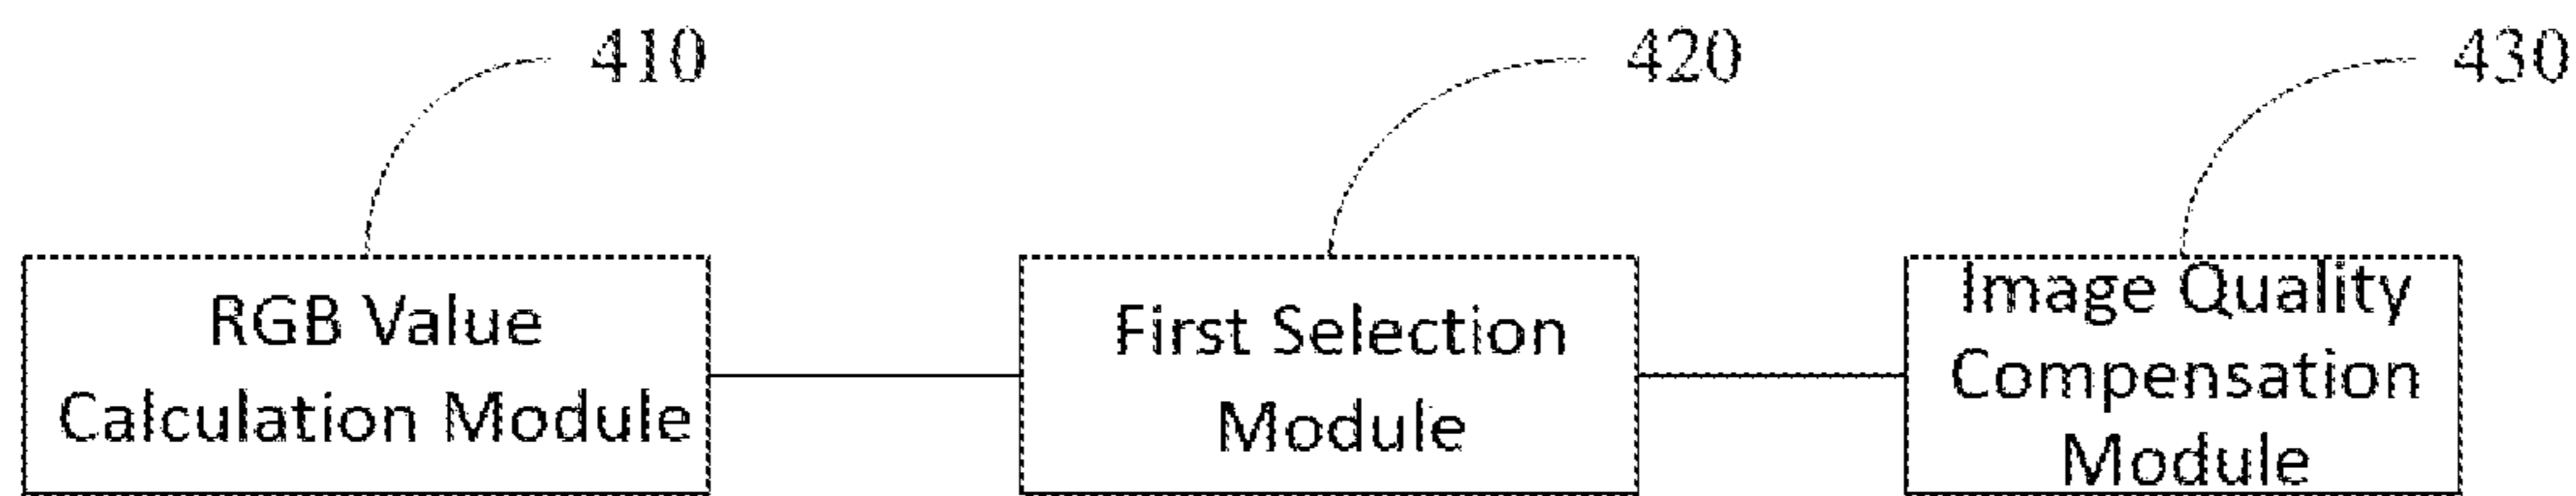 410
420
430
RGB Value
Calculation Module
First Selection
Module
Image Quality
Compensation
Module